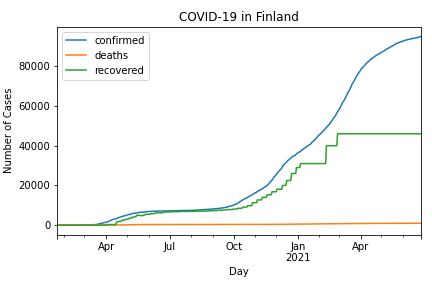 COVID-19 in Finland
confirmed
deaths
recovered
Number of Cases
80000
60000
40000
20000
0
Apr
Jul
Oct
Jan
2021
Apr
Day